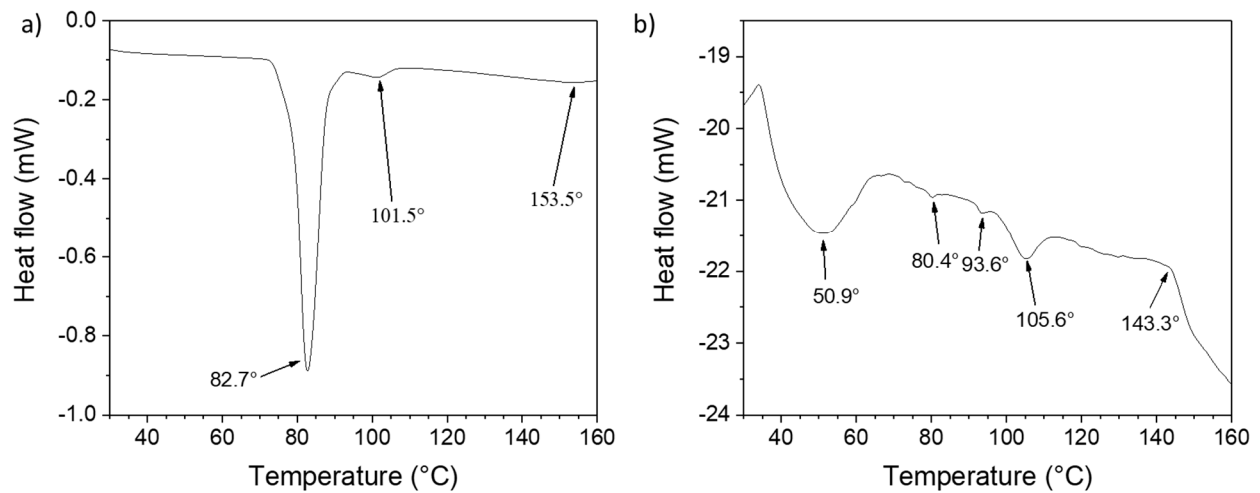 a)
0.0
-0.2
-0.4
-0.6
-0.8
-1.0
Heat flow (mW)
82.7°
101.5°
153.5°
40 60 80 100 120 140 160
Temperature (°C)
b)
-19
-20
-21
-22
-23
-24
Heat flow (mW)
50.9°
80.4°
93.6°
105.6°
143.3°
40 60 80 100 120 140 160
Temperature (°C)